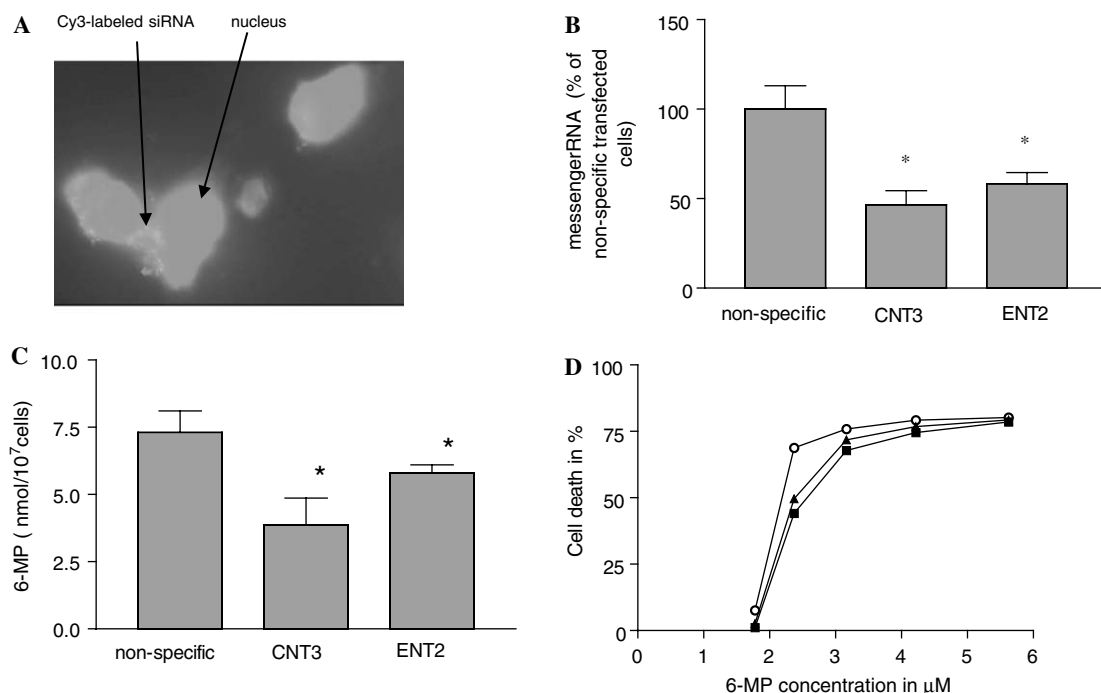 A
Cy3-labeled siRNA
nucleus
B
messengerRNA (% of
non-specific transfected
cells)
150
100
50
0
non-specific
CNT3
ENT2
*
*
C
6-MP ( nmol/10⁷cells)
10.0
7.5
5.0
2.5
0.0
non-specific
CNT3
ENT2
*
*
D
Cell death in %
100
75
50
25
0
0
1
2
3
4
5
6
6-MP concentration in μM